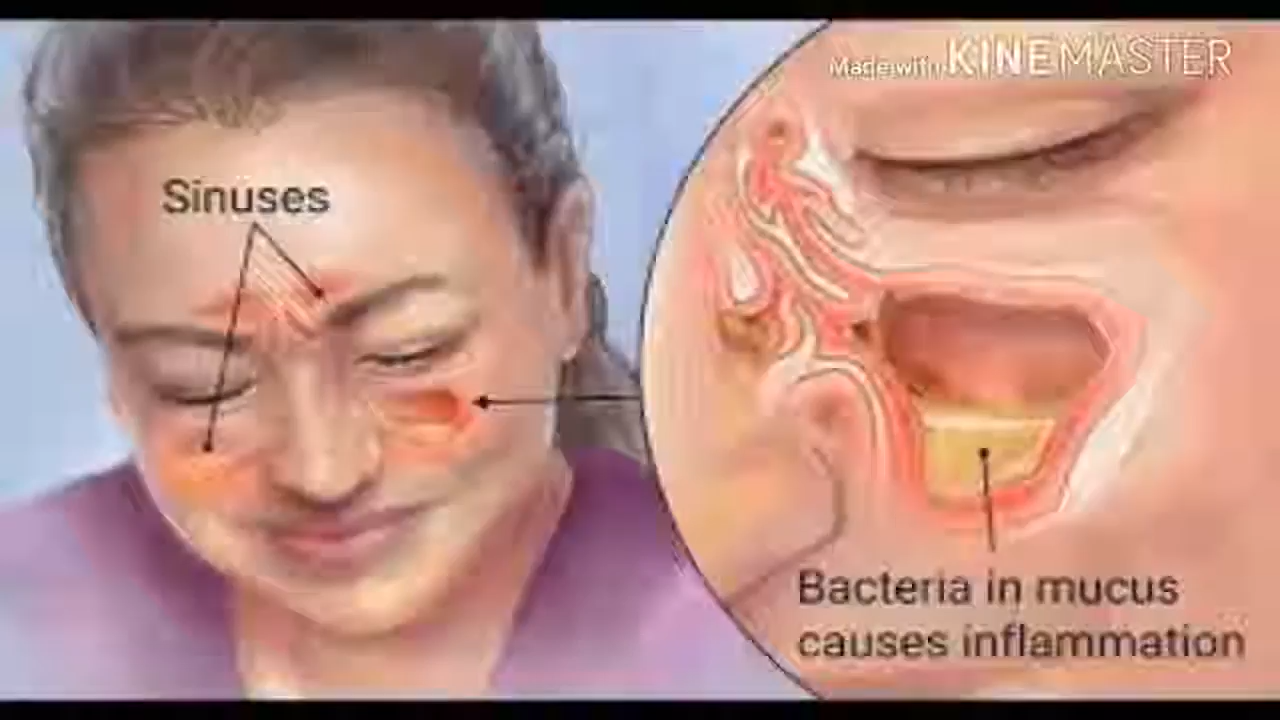 Made with KINEMASTER
Sinuses
Bacteria in mucus
causes inflammation